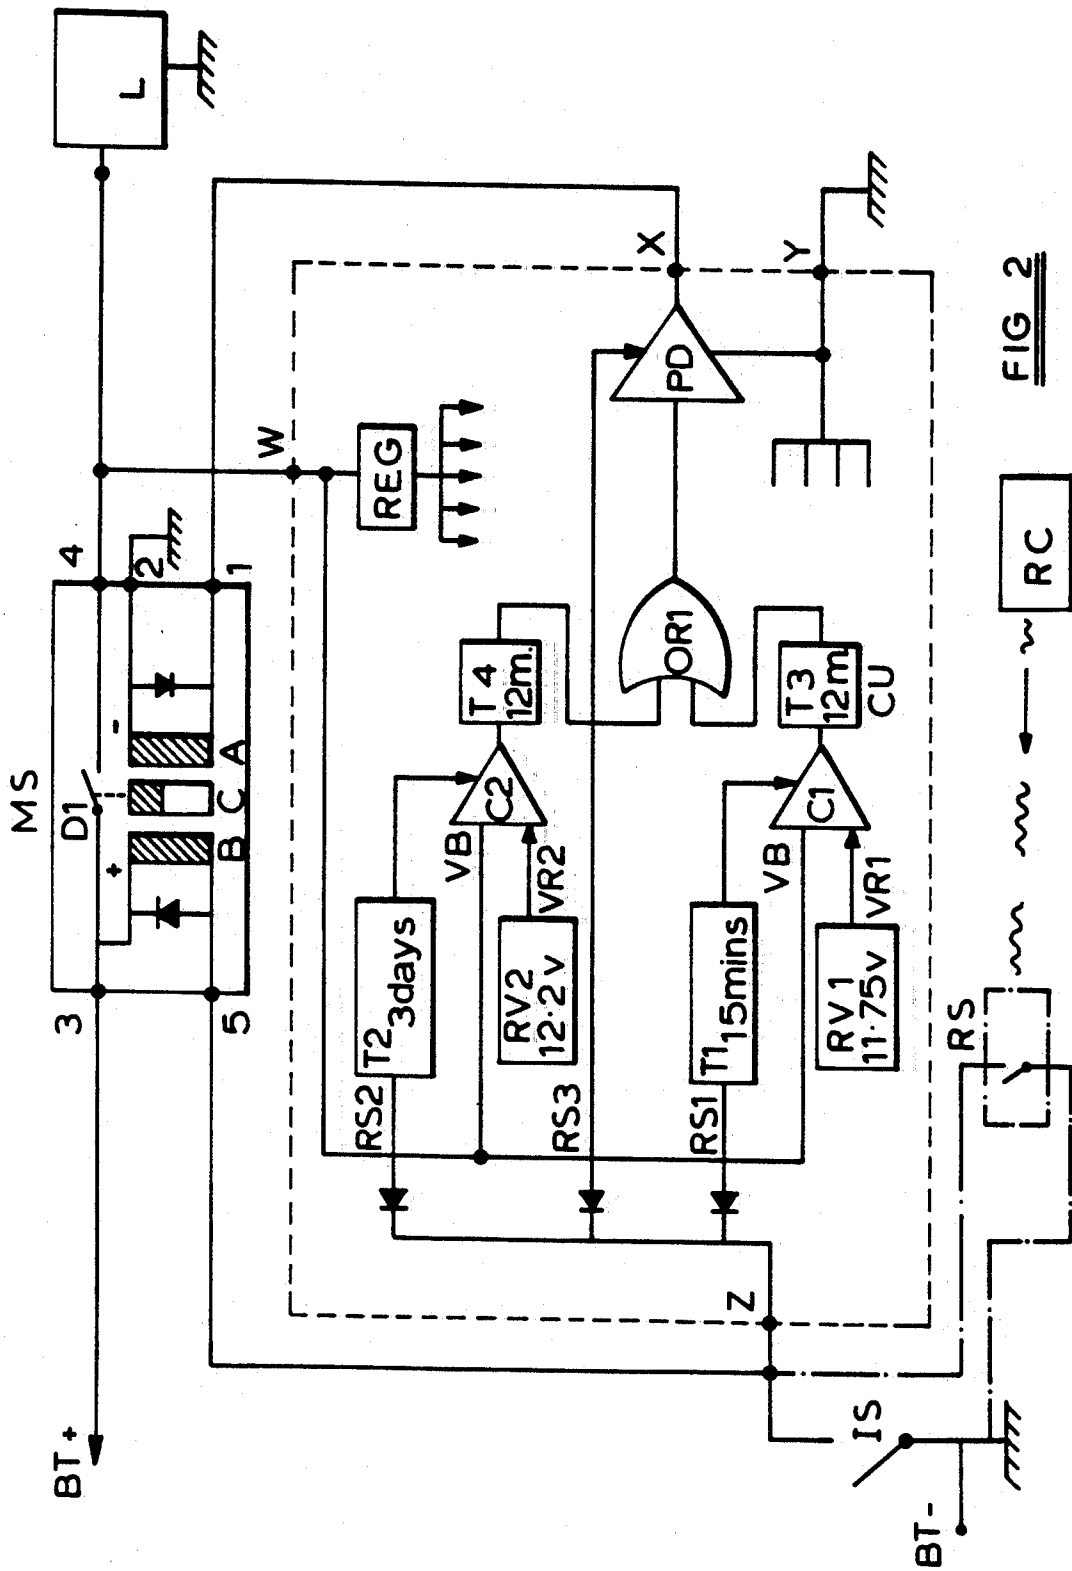 MS
3
D1
4
BT+
+
-
2
5
B
C
A
1
L
W
REG
RS2
T2
3days
VB
C2
T4
12m.
RV2
12·2v
VR2
RS3
OR1
PD
X
RS1
T1
15mins
VB
C1
T3
12m.
CU
RV1
11·75v
VR1
Y
Z
IS
RS
BT-
RC
FIG 2